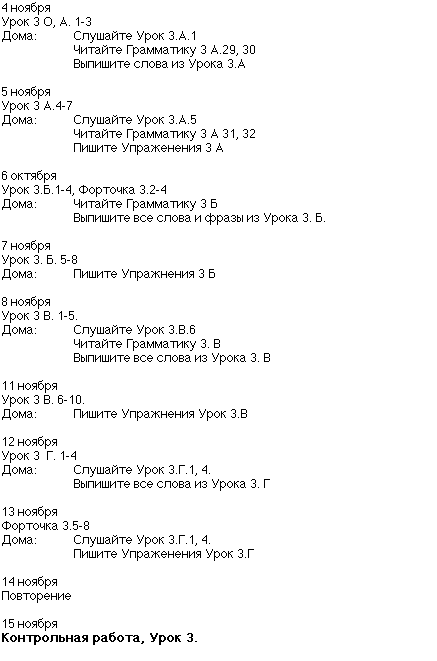 4 ноября
Урок 3 О, А. 1-3
Дома: Слушайте Урок 3.А.1
Читайте Грамматику 3 А.29, 30
Выпишите слова из Урока 3.А
5 ноября
Урок 3 А.4-7
Дома: Слушайте Урок 3.А.5
Читайте Грамматику 3 А 31, 32
Пишите Упраженения 3 А
6 октября
Урок 3.Б.1-4, Форточка 3.2-4
Дома: Читайте Грамматику 3 Б
Выпишите все слова и фразы из Урока 3. Б.
7 ноября
Урок 3. Б. 5-8
Дома: Пишите Упражнения 3 Б
8 ноября
Урок 3 В. 1-5.
Дома: Слушайте Урок 3.В.6
Читайте Грамматику 3. В
Выпишите все слова из Урока 3. В
11 ноября
Урок 3 В. 6-10.
Дома: Пишите Упражнения Урок 3.В
12 ноября
Урок 3 Г. 1-4
Дома: Слушайте Урок 3.Г.1, 4.
Выпишите все слова из Урока 3. Г
13 ноября
Форточка 3.5-8
Дома: Слушайте Урок 3.Г.1, 4.
Пишите Упраженения Урок 3.Г
14 ноября
Повторение
15 ноября
Контрольная работа, Урок 3.